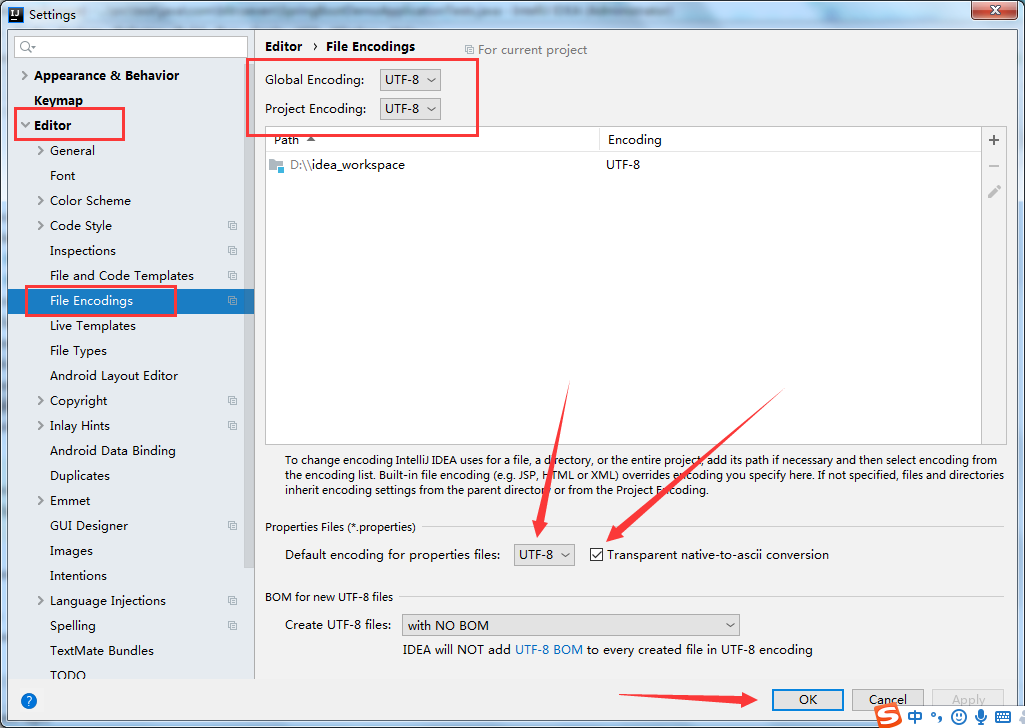 Settings
Editor › File Encodings
For current project
Appearance & Behavior
Keymap
Editor
General
Font
Color Scheme
Code Style
Inspections
File and Code Templates
File Encodings
Live Templates
File Types
Android Layout Editor
Copyright
Inlay Hints
Android Data Binding
Duplicates
Emmet
GUI Designer
Images
Intentions
Language Injections
Spelling
TextMate Bundles
TODO
Global Encoding: UTF-8
Project Encoding: UTF-8
Path Encoding
D:\\idea_workspace UTF-8
To change encoding IntelliJ IDEA uses for a file, a directory, or the entire project, add its path if necessary and then select encoding from
the encoding list. Built-in file encoding (e.g. JSP, HTML or XML) overrides encoding you specify here. If not specified, files and directories
inherit encoding settings from the parent directory or from the Project Encoding.
Properties Files (*.properties)
Default encoding for properties files: UTF-8 Transparent native-to-ascii conversion
BOM for new UTF-8 files
Create UTF-8 files: with NO BOM
IDEA will NOT add UTF-8 BOM to every created file in UTF-8 encoding
?
OK Cancel Apply
S 中